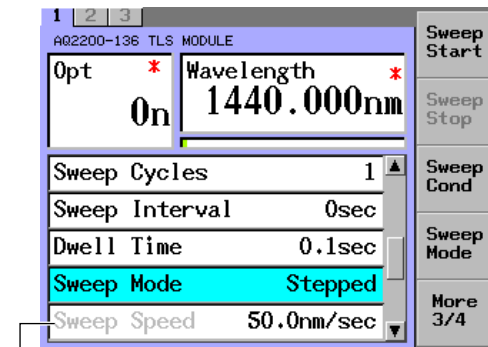 1 2 3
AQ2200-136 TLS MODULE
Opt *
On
Wavelength *
1440.000nm
Sweep Cycles 1
Sweep Interval 0sec
Dwell Time 0.1sec
Sweep Mode Stepped
Sweep Speed 50.0nm/sec
Sweep
Start
Sweep
Stop
Sweep
Cond
Sweep
Mode
More
3/4